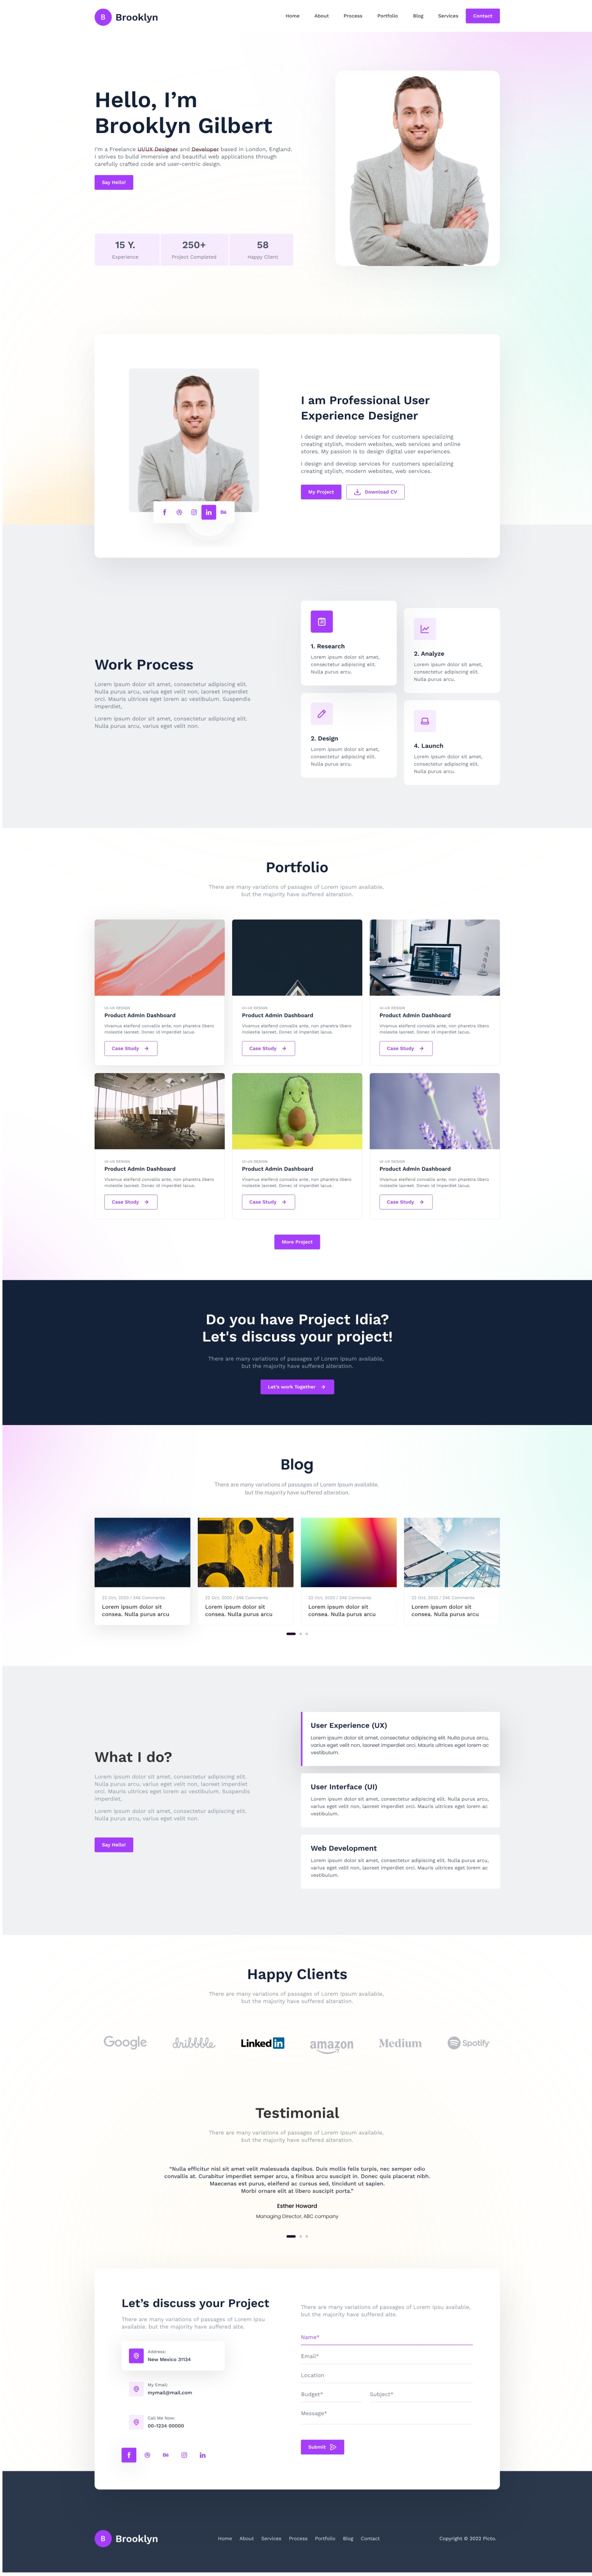 B Brooklyn
Home About Process Portfolio Blog Services Contact
Hello, I’m
Brooklyn Gilbert
I’m a Freelance UI/UX Designer and Developer based in London, England.
I strives to build immersive and beautiful web applications through
carefully crafted code and user-centric design.
Say Hello!
15 Y. 250+ 58
Experience Project Completed Happy Client
I am Professional User
Experience Designer
I design and develop services for customers specializing
creating stylish, modern websites, web services and online
stores. My passion is to design digital user experiences.
I design and develop services for customers specializing
creating stylish, modern websites, web services.
My Project Download CV
Work Process
Lorem ipsum dolor sit amet, consectetur adipiscing elit.
Nulla purus arcu, varius eget velit non, laoreet imperdiet
orci. Mauris ultrices eget lorem ac vestibulum. Suspendis
imperdiet,
Lorem ipsum dolor sit amet, consectetur adipiscing elit.
Nulla purus arcu, varius eget velit non.
1. Research
Lorem ipsum dolor sit amet,
consectetur adipiscing elit.
Nulla purus arcu.
2. Analyze
Lorem ipsum dolor sit amet,
consectetur adipiscing elit.
Nulla purus arcu.
2. Design
Lorem ipsum dolor sit amet,
consectetur adipiscing elit.
Nulla purus arcu.
4. Launch
Lorem ipsum dolor sit amet,
consectetur adipiscing elit.
Nulla purus arcu.
Portfolio
There are many variations of passages of Lorem Ipsum available,
but the majority have suffered alteration.
UI-UX DESIGN
Product Admin Dashboard
Vivamus eleifend convallis ante, non pharetra libero
molestie laoreet. Donec id imperdiet lacus.
Case Study
UI-UX DESIGN
Product Admin Dashboard
Vivamus eleifend convallis ante, non pharetra libero
molestie laoreet. Donec id imperdiet lacus.
Case Study
UI-UX DESIGN
Product Admin Dashboard
Vivamus eleifend convallis ante, non pharetra libero
molestie laoreet. Donec id imperdiet lacus.
Case Study
UI-UX DESIGN
Product Admin Dashboard
Vivamus eleifend convallis ante, non pharetra libero
molestie laoreet. Donec id imperdiet lacus.
Case Study
UI-UX DESIGN
Product Admin Dashboard
Vivamus eleifend convallis ante, non pharetra libero
molestie laoreet. Donec id imperdiet lacus.
Case Study
UI-UX DESIGN
Product Admin Dashboard
Vivamus eleifend convallis ante, non pharetra libero
molestie laoreet. Donec id imperdiet lacus.
Case Study
More Project
Do you have Project Idia?
Let's discuss your project!
There are many variations of passages of Lorem Ipsum available,
but the majority have suffered alteration.
Let's work Together
Blog
There are many variations of passages of Lorem Ipsum available,
but the majority have suffered alteration.
22 Oct, 2020 / 246 Comments
Lorem ipsum dolor sit
consea. Nulla purus arcu
22 Oct, 2020 / 246 Comments
Lorem ipsum dolor sit
consea. Nulla purus arcu
22 Oct, 2020 / 246 Comments
Lorem ipsum dolor sit
consea. Nulla purus arcu
22 Oct, 2020 / 246 Comments
Lorem ipsum dolor sit
consea. Nulla purus arcu
What I do?
Lorem ipsum dolor sit amet, consectetur adipiscing elit.
Nulla purus arcu, varius eget velit non, laoreet imperdiet
orci. Mauris ultrices eget lorem ac vestibulum. Suspendis
imperdiet,
Lorem ipsum dolor sit amet, consectetur adipiscing elit.
Nulla purus arcu, varius eget velit non.
Say Hello!
User Experience (UX)
Lorem ipsum dolor sit amet, consectetur adipiscing elit. Nulla purus arcu,
varius eget velit non, laoreet imperdiet orci. Mauris ultrices eget lorem ac
vestibulum.
User Interface (UI)
Lorem ipsum dolor sit amet, consectetur adipiscing elit. Nulla purus arcu,
varius eget velit non, laoreet imperdiet orci. Mauris ultrices eget lorem ac
vestibulum.
Web Development
Lorem ipsum dolor sit amet, consectetur adipiscing elit. Nulla purus arcu,
varius eget velit non, laoreet imperdiet orci. Mauris ultrices eget lorem ac
vestibulum.
Happy Clients
There are many variations of passages of Lorem Ipsum available,
but the majority have suffered alteration.
Google dribbble Linked in amazon Medium Spotify
Testimonial
There are many variations of passages of Lorem Ipsum available,
but the majority have suffered alteration.
“Nulla efficitur nisl sit amet velit malesuada dapibus. Duis mollis felis turpis, nec semper odio
convallis at. Curabitur imperdiet semper arcu, a finibus arcu suscipit in. Donec quis placerat nibh.
Maecenas est purus, eleifend ac cursus sed, tincidunt ut sapien.
Morbi ornare elit at libero suscipit porta.”
Esther Howard
Managing Director, ABC company
Let’s discuss your Project
There are many variations of passages of Lorem Ipsu
available. but the majority have suffered alte.
Address:
New Mexico 31134
My Email:
mymail@mail.com
Call Me Now:
00-1234 00000
There are many variations of passages of Lorem Ipsu available,
but the majority have suffered alte.
Name*
Email*
Location
Budget* Subject*
Message*
Submit
B Brooklyn
Home About Services Process Portfolio Blog Contact
Copyright © 2022 Picto.